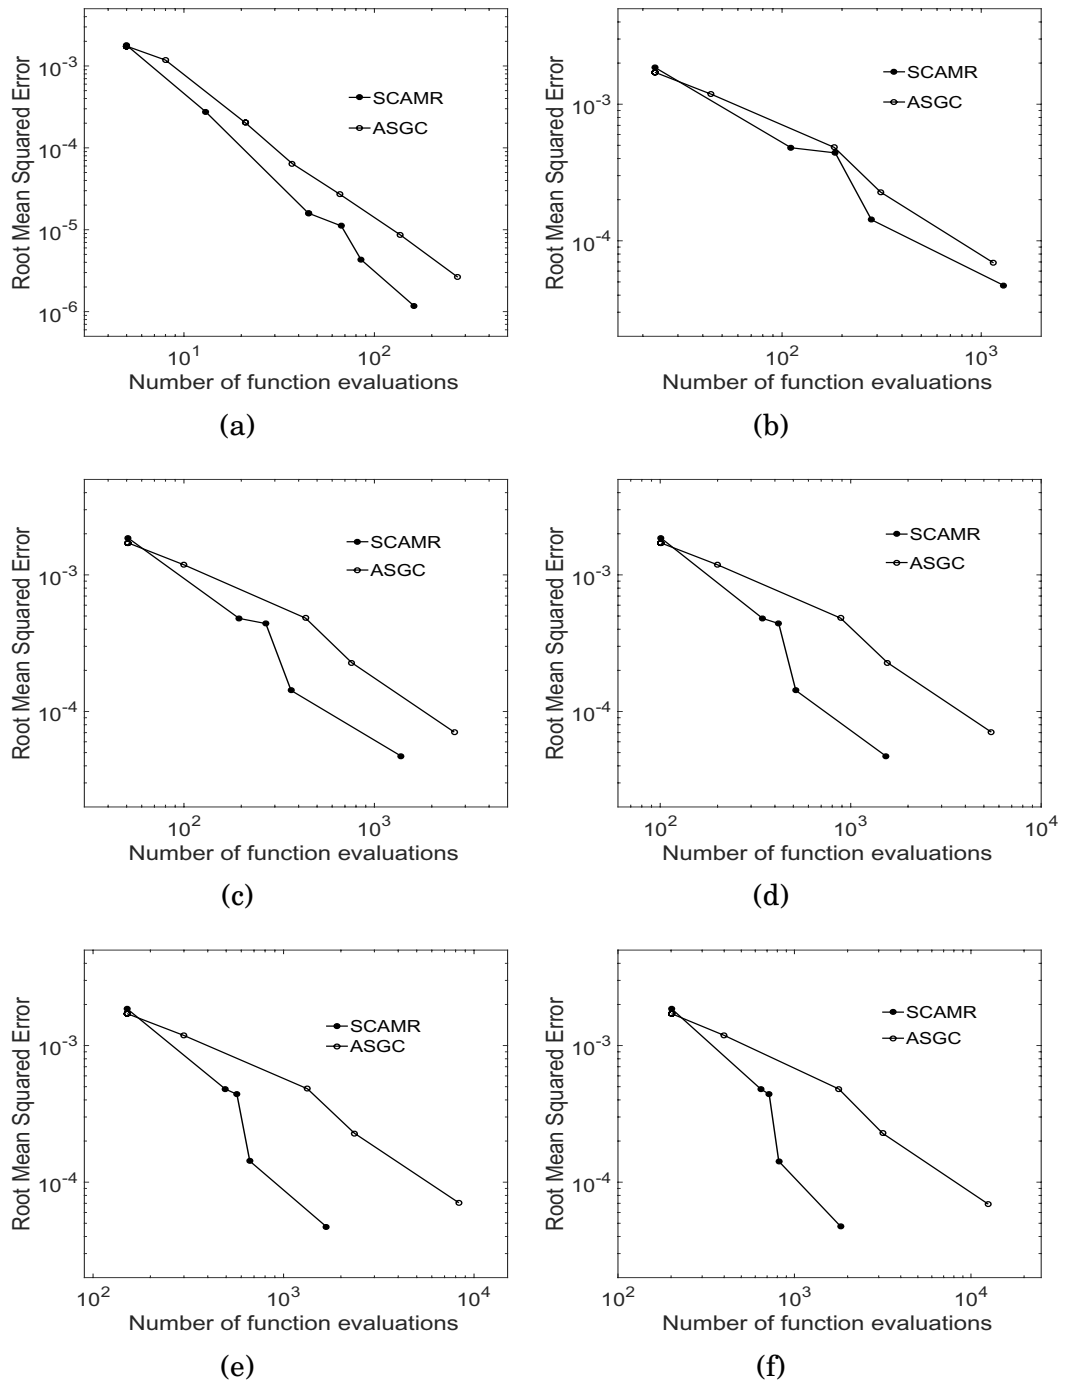 10^-3
10^-4
10^-5
10^-6
Root Mean Squared Error
SCAMR
ASGC
10^1
10^2
Number of function evaluations
(a)
10^-3
10^-4
Root Mean Squared Error
SCAMR
ASGC
10^2
10^3
Number of function evaluations
(b)
10^-3
10^-4
Root Mean Squared Error
SCAMR
ASGC
10^2
10^3
Number of function evaluations
(c)
10^-3
10^-4
Root Mean Squared Error
SCAMR
ASGC
10^2
10^3
10^4
Number of function evaluations
(d)
10^-3
10^-4
Root Mean Squared Error
SCAMR
ASGC
10^2
10^3
10^4
Number of function evaluations
(e)
10^-3
10^-4
Root Mean Squared Error
SCAMR
ASGC
10^2
10^3
10^4
Number of function evaluations
(f)